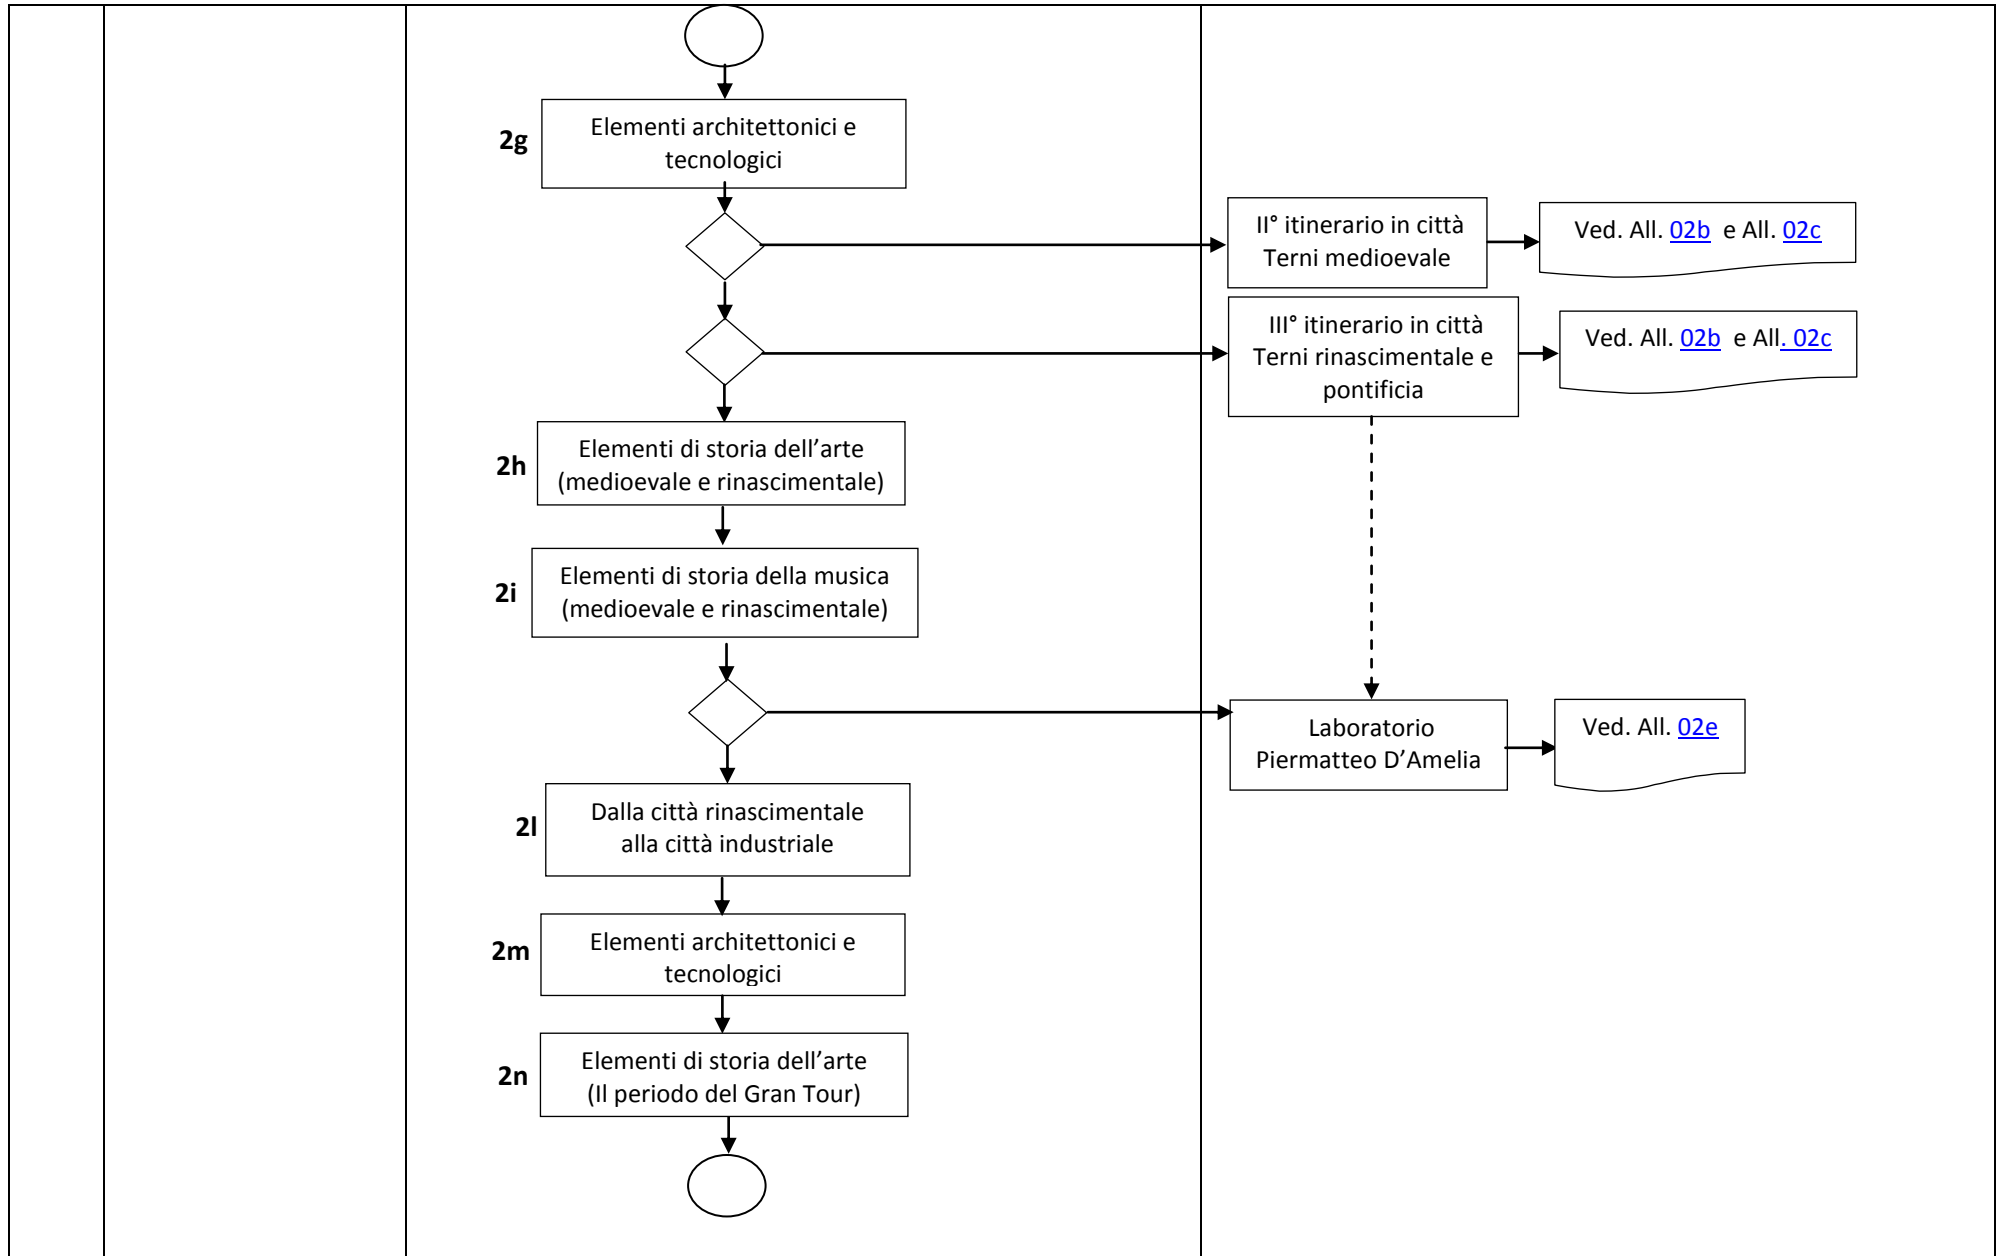 2g
Elementi architettonici e
tecnologici
II° itinerario in città
Terni medioevale
Ved. All. 02b e All. 02c
III° itinerario in città
Terni rinascimentale e
pontificia
Ved. All. 02b e All. 02c
2h
Elementi di storia dell’arte
(medioevale e rinascimentale)
2i
Elementi di storia della musica
(medioevale e rinascimentale)
Laboratorio
Piermatteo D’Amelia
Ved. All. 02e
2l
Dalla città rinascimentale
alla città industriale
2m
Elementi architettonici e
tecnologici
2n
Elementi di storia dell’arte
(Il periodo del Gran Tour)